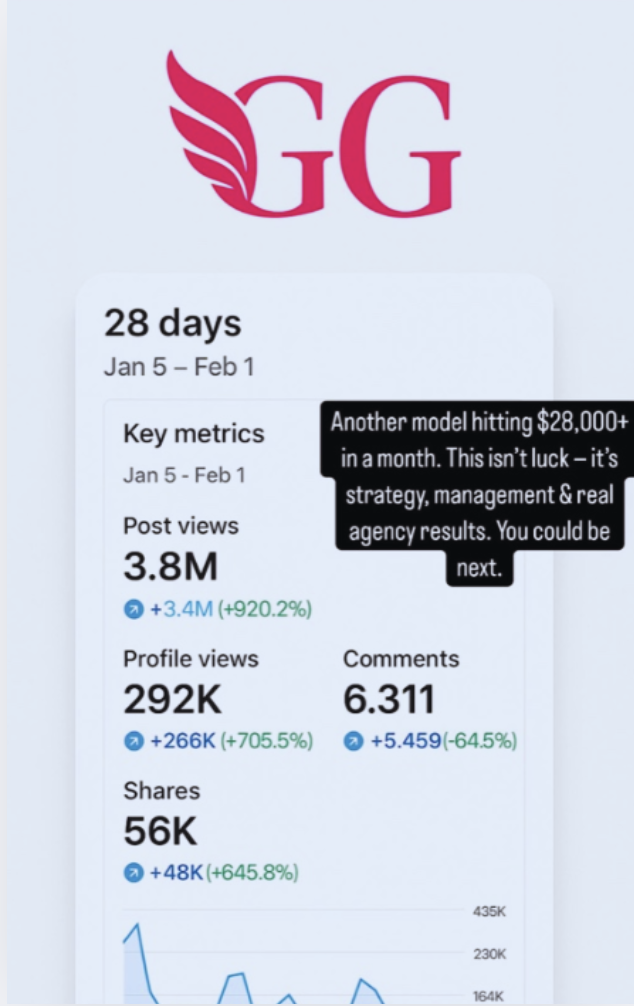 GG
28 days
Jan 5 – Feb 1
Key metrics
Jan 5 - Feb 1
Another model hitting $28,000+
in a month. This isn't luck – it's
strategy, management & real
agency results. You could be
next.
Post views
3.8M
+3.4M (+920.2%)
Profile views
292K
+266K (+705.5%)
Comments
6.311
+5.459(-64.5%)
Shares
56K
+48K(+645.8%)
435K
230K
164K